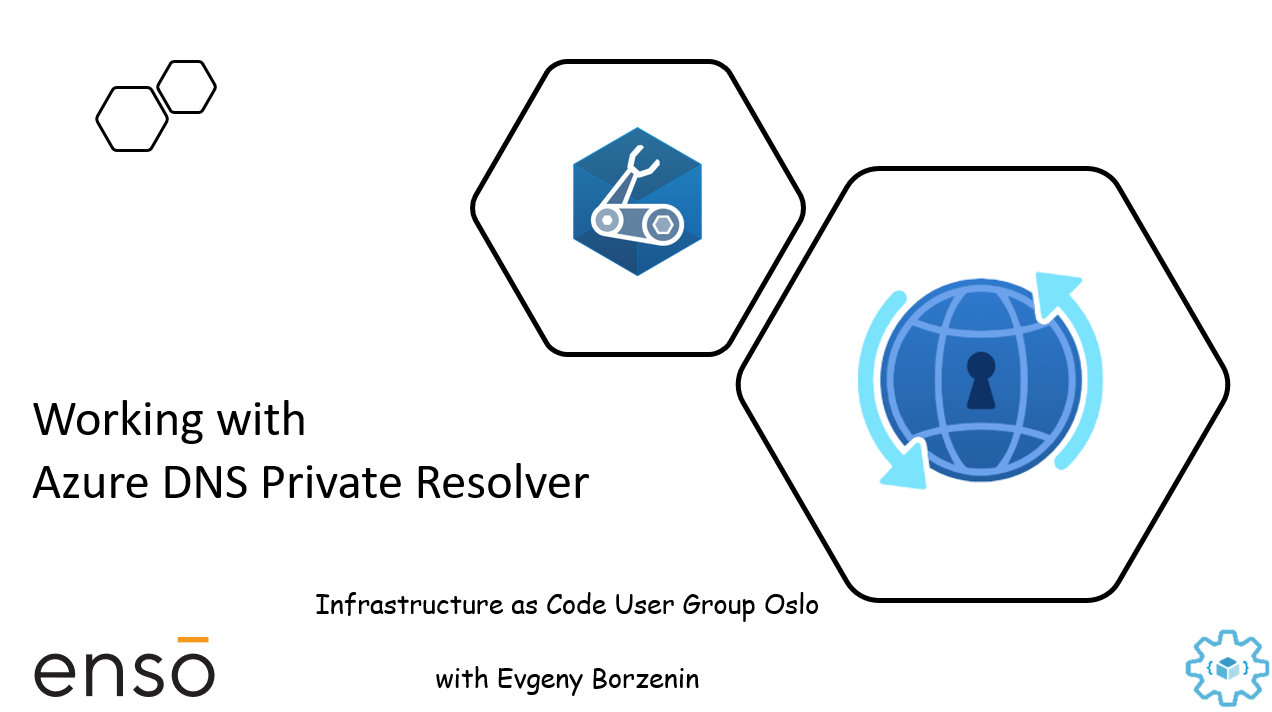 Working with
Azure DNS Private Resolver
Infrastructure as Code User Group Oslo
with Evgeny Borzenin
ensō
{ }